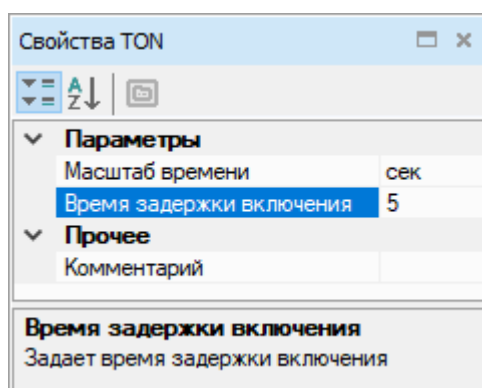 Свойства TON
Параметры
Масштаб времени сек
Время задержки включения 5
Прочее
Комментарий
Время задержки включения
Задает время задержки включения